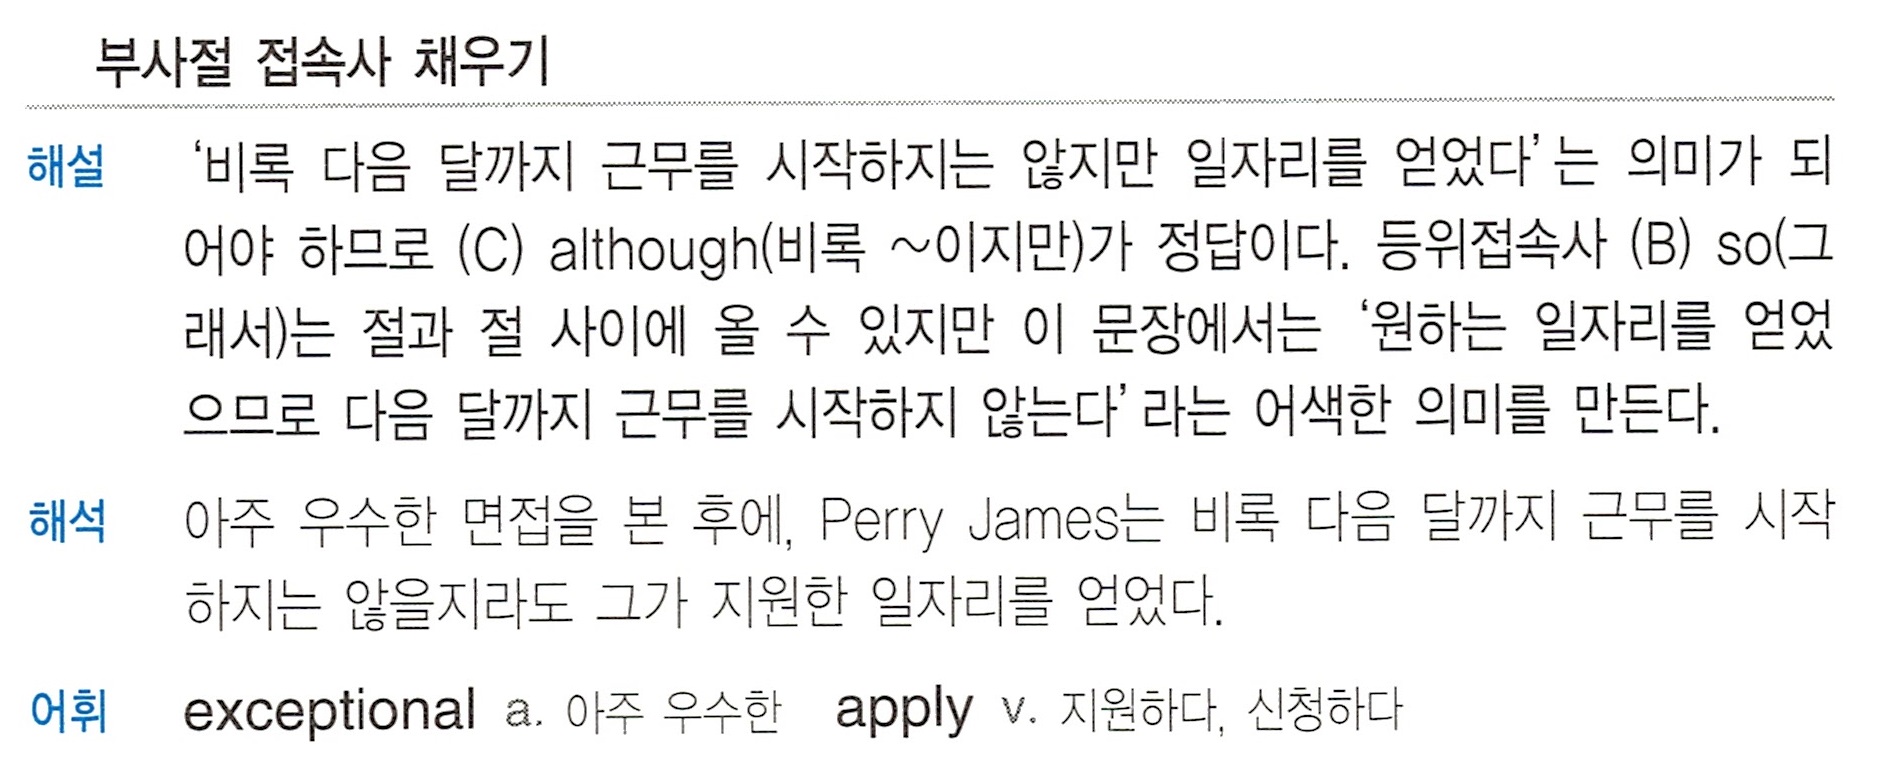 부사절 접속사 채우기
해설 '비록 다음 달까지 근무를 시작하지는 않지만 일자리를 얻었다'는 의미가 되
어야 하므로 (C) although(비록 ~이지만)가 정답이다. 등위접속사 (B) so(그
래서)는 절과 절 사이에 올 수 있지만 이 문장에서는 '원하는 일자리를 얻었
으므로 다음 달까지 근무를 시작하지 않는다'라는 어색한 의미를 만든다.
해석 아주 우수한 면접을 본 후에, Perry James는 비록 다음 달까지 근무를 시작
하지는 않을지라도 그가 지원한 일자리를 얻었다.
어휘 exceptional a. 아주 우수한 apply v. 지원하다, 신청하다